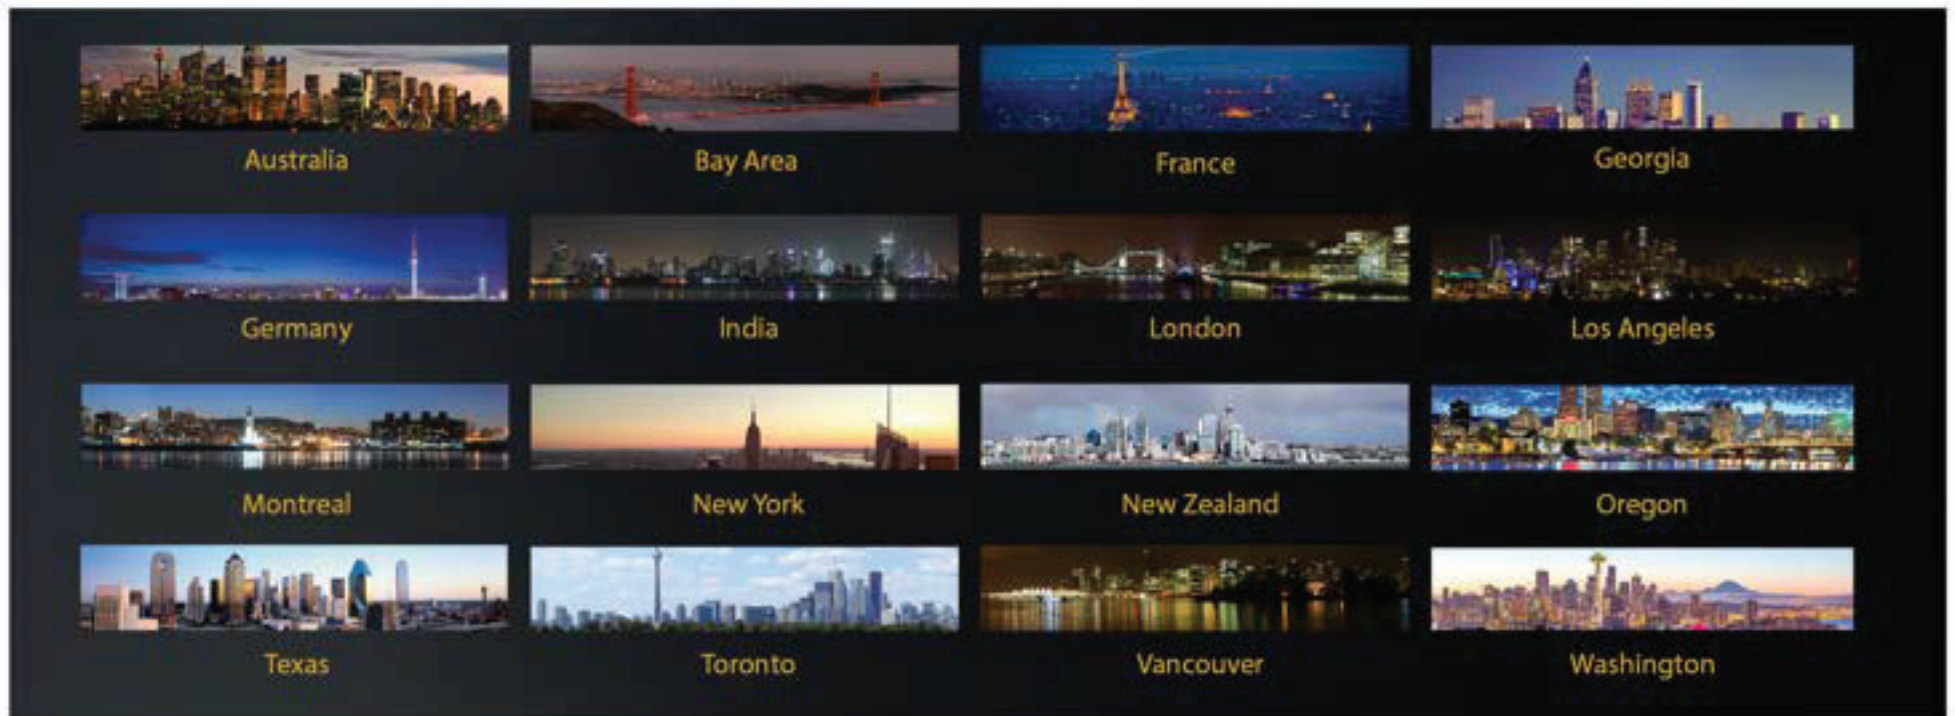 Australia
Bay Area
France
Georgia
Germany
India
London
Los Angeles
Montreal
New York
New Zealand
Oregon
Texas
Toronto
Vancouver
Washington